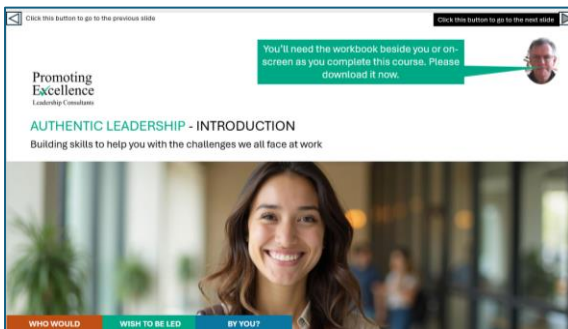 Click this button to go to the previous slide
Click this button to go to the next slide
You'll need the workbook beside you or on-
screen as you complete this course. Please
download it now.
Promoting
Excellence
Leadership Consultants
AUTHENTIC LEADERSHIP - INTRODUCTION
Building skills to help you with the challenges we all face at work
WHO WOULD WISH TO BE LED BY YOU?